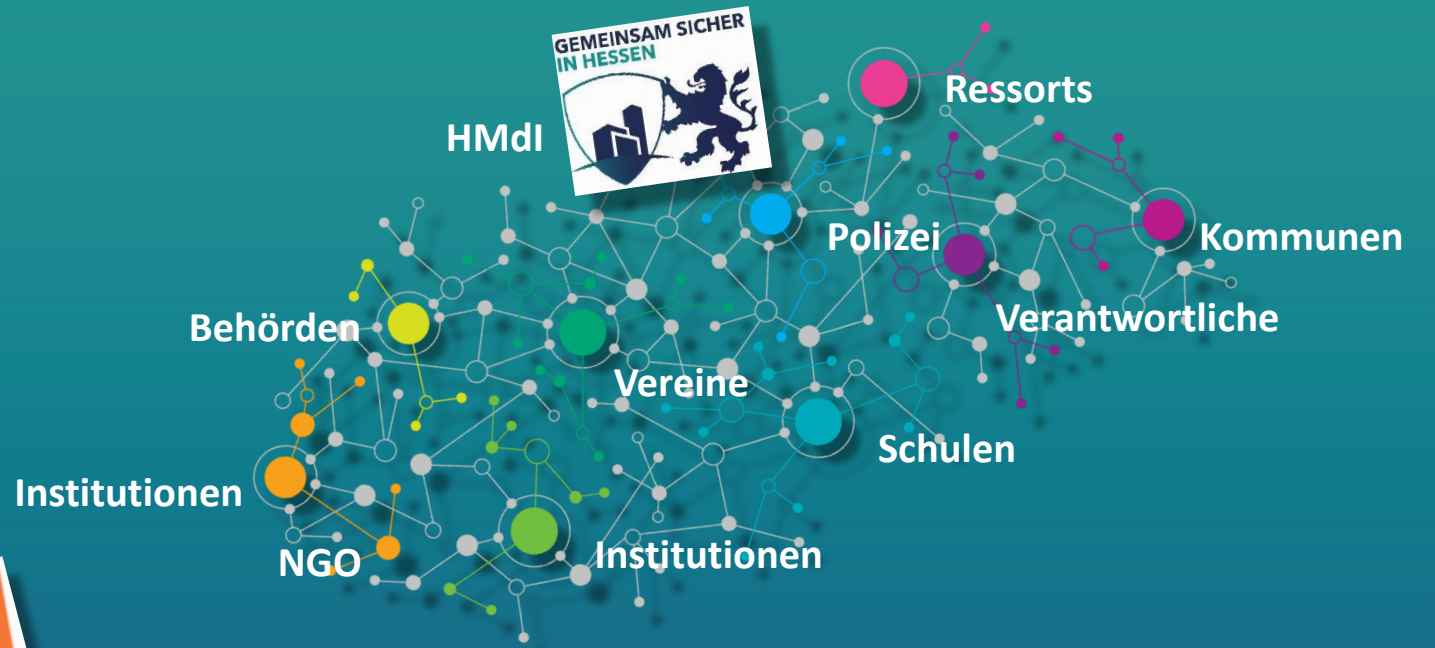 GEMEINSAM SICHER
IN HESSEN
HMdI
Ressorts
Polizei
Kommunen
Behörden
Verantwortliche
Vereine
Schulen
Institutionen
NGO
Institutionen